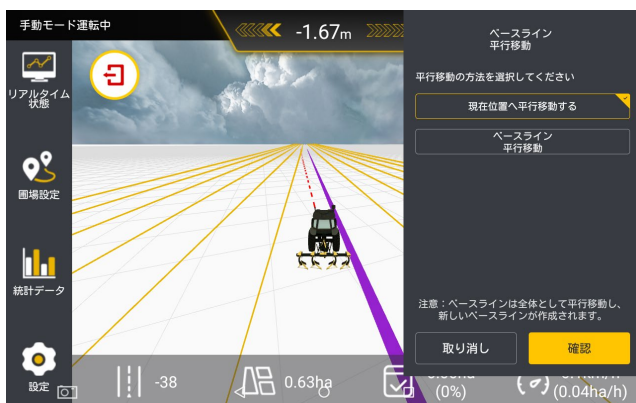 手動モード運転中
-1.67m
リアルタイム
状態
圃場設定
統計データ
設定
ベースライン
平行移動
平行移動の方法を選択してください
現在位置へ平行移動する
ベースライン
平行移動
注意：ベースラインは全体として平行移動し、
新しいベースラインが作成されます。
取り消し
確認
-38
0.63ha
(0%)
(0.04ha/h)